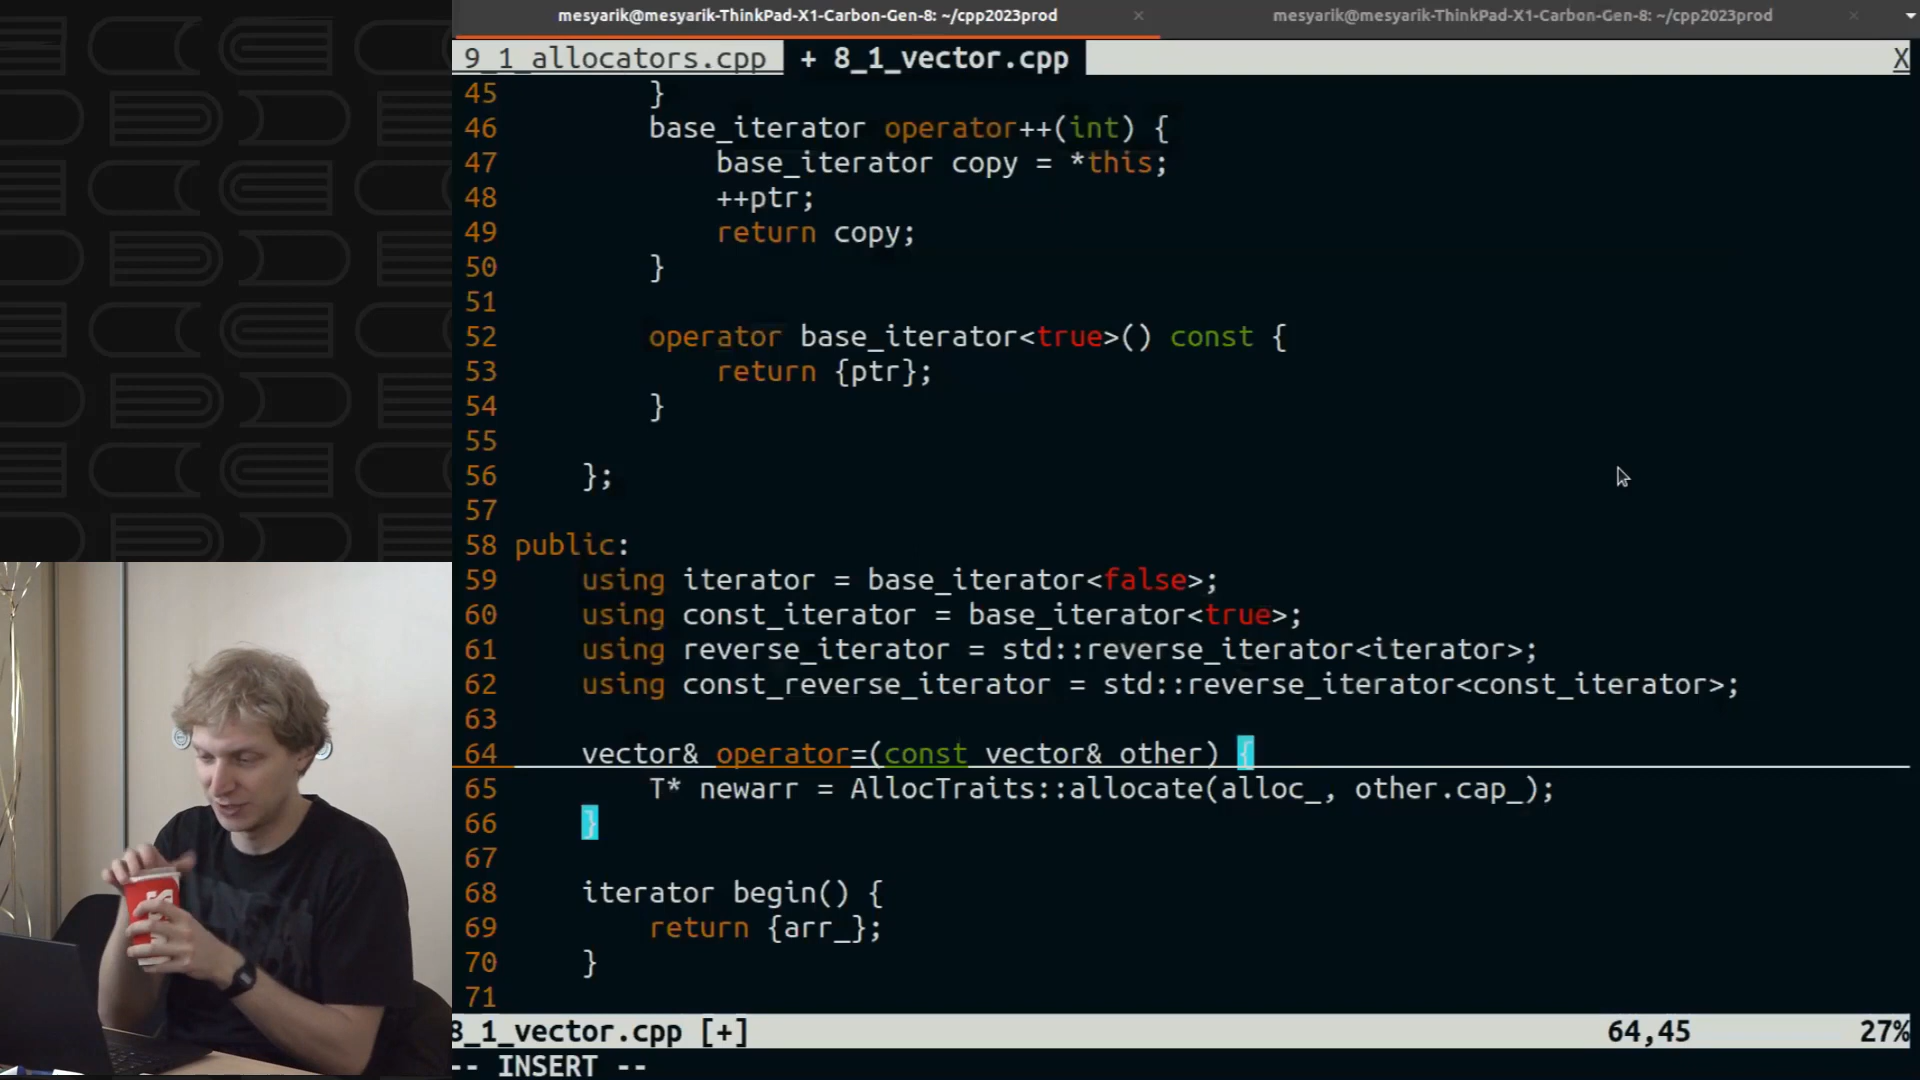 mesyarik@mesyarik-ThinkPad-X1-Carbon-Gen-8: ~/cpp2023prod × mesyarik@mesyarik-ThinkPad-X1-Carbon-Gen-8: ~/cpp2023prod ×
9_1_allocators.cpp + 8_1_vector.cpp X
45 }
46 base_iterator operator++(int) {
47 base_iterator copy = *this;
48 ++ptr;
49 return copy;
50 }
51
52 operator base_iterator<true>() const {
53 return {ptr};
54 }
55
56 };
57
58 public:
59 using iterator = base_iterator<false>;
60 using const_iterator = base_iterator<true>;
61 using reverse_iterator = std::reverse_iterator<iterator>;
62 using const_reverse_iterator = std::reverse_iterator<const_iterator>;
63
64 vector& operator=(const vector& other) {
65 T* newarr = AllocTraits::allocate(alloc_, other.cap_);
66 }
67
68 iterator begin() {
69 return {arr_};
70 }
71
8_1_vector.cpp [+] 64,45 27%
-- INSERT --